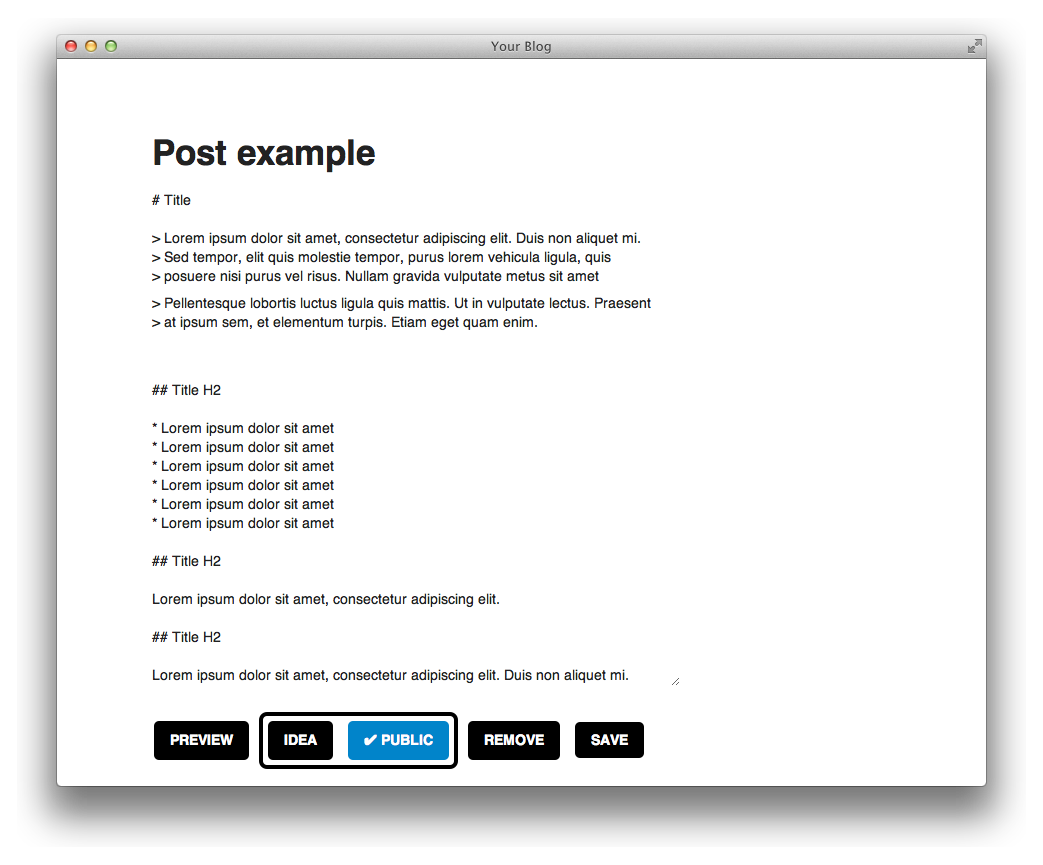 Your Blog
Post example
# Title
> Lorem ipsum dolor sit amet, consectetur adipiscing elit. Duis non aliquet mi.
> Sed tempor, elit quis molestie tempor, purus lorem vehicula ligula, quis
> posuere nisi purus vel risus. Nullam gravida vulputate metus sit amet
> Pellentesque lobortis luctus ligula quis mattis. Ut in vulputate lectus. Praesent
> at ipsum sem, et elementum turpis. Etiam eget quam enim.
## Title H2
* Lorem ipsum dolor sit amet
* Lorem ipsum dolor sit amet
* Lorem ipsum dolor sit amet
* Lorem ipsum dolor sit amet
* Lorem ipsum dolor sit amet
* Lorem ipsum dolor sit amet
## Title H2
Lorem ipsum dolor sit amet, consectetur adipiscing elit.
## Title H2
Lorem ipsum dolor sit amet, consectetur adipiscing elit. Duis non aliquet mi.
PREVIEW IDEA ✔ PUBLIC REMOVE SAVE